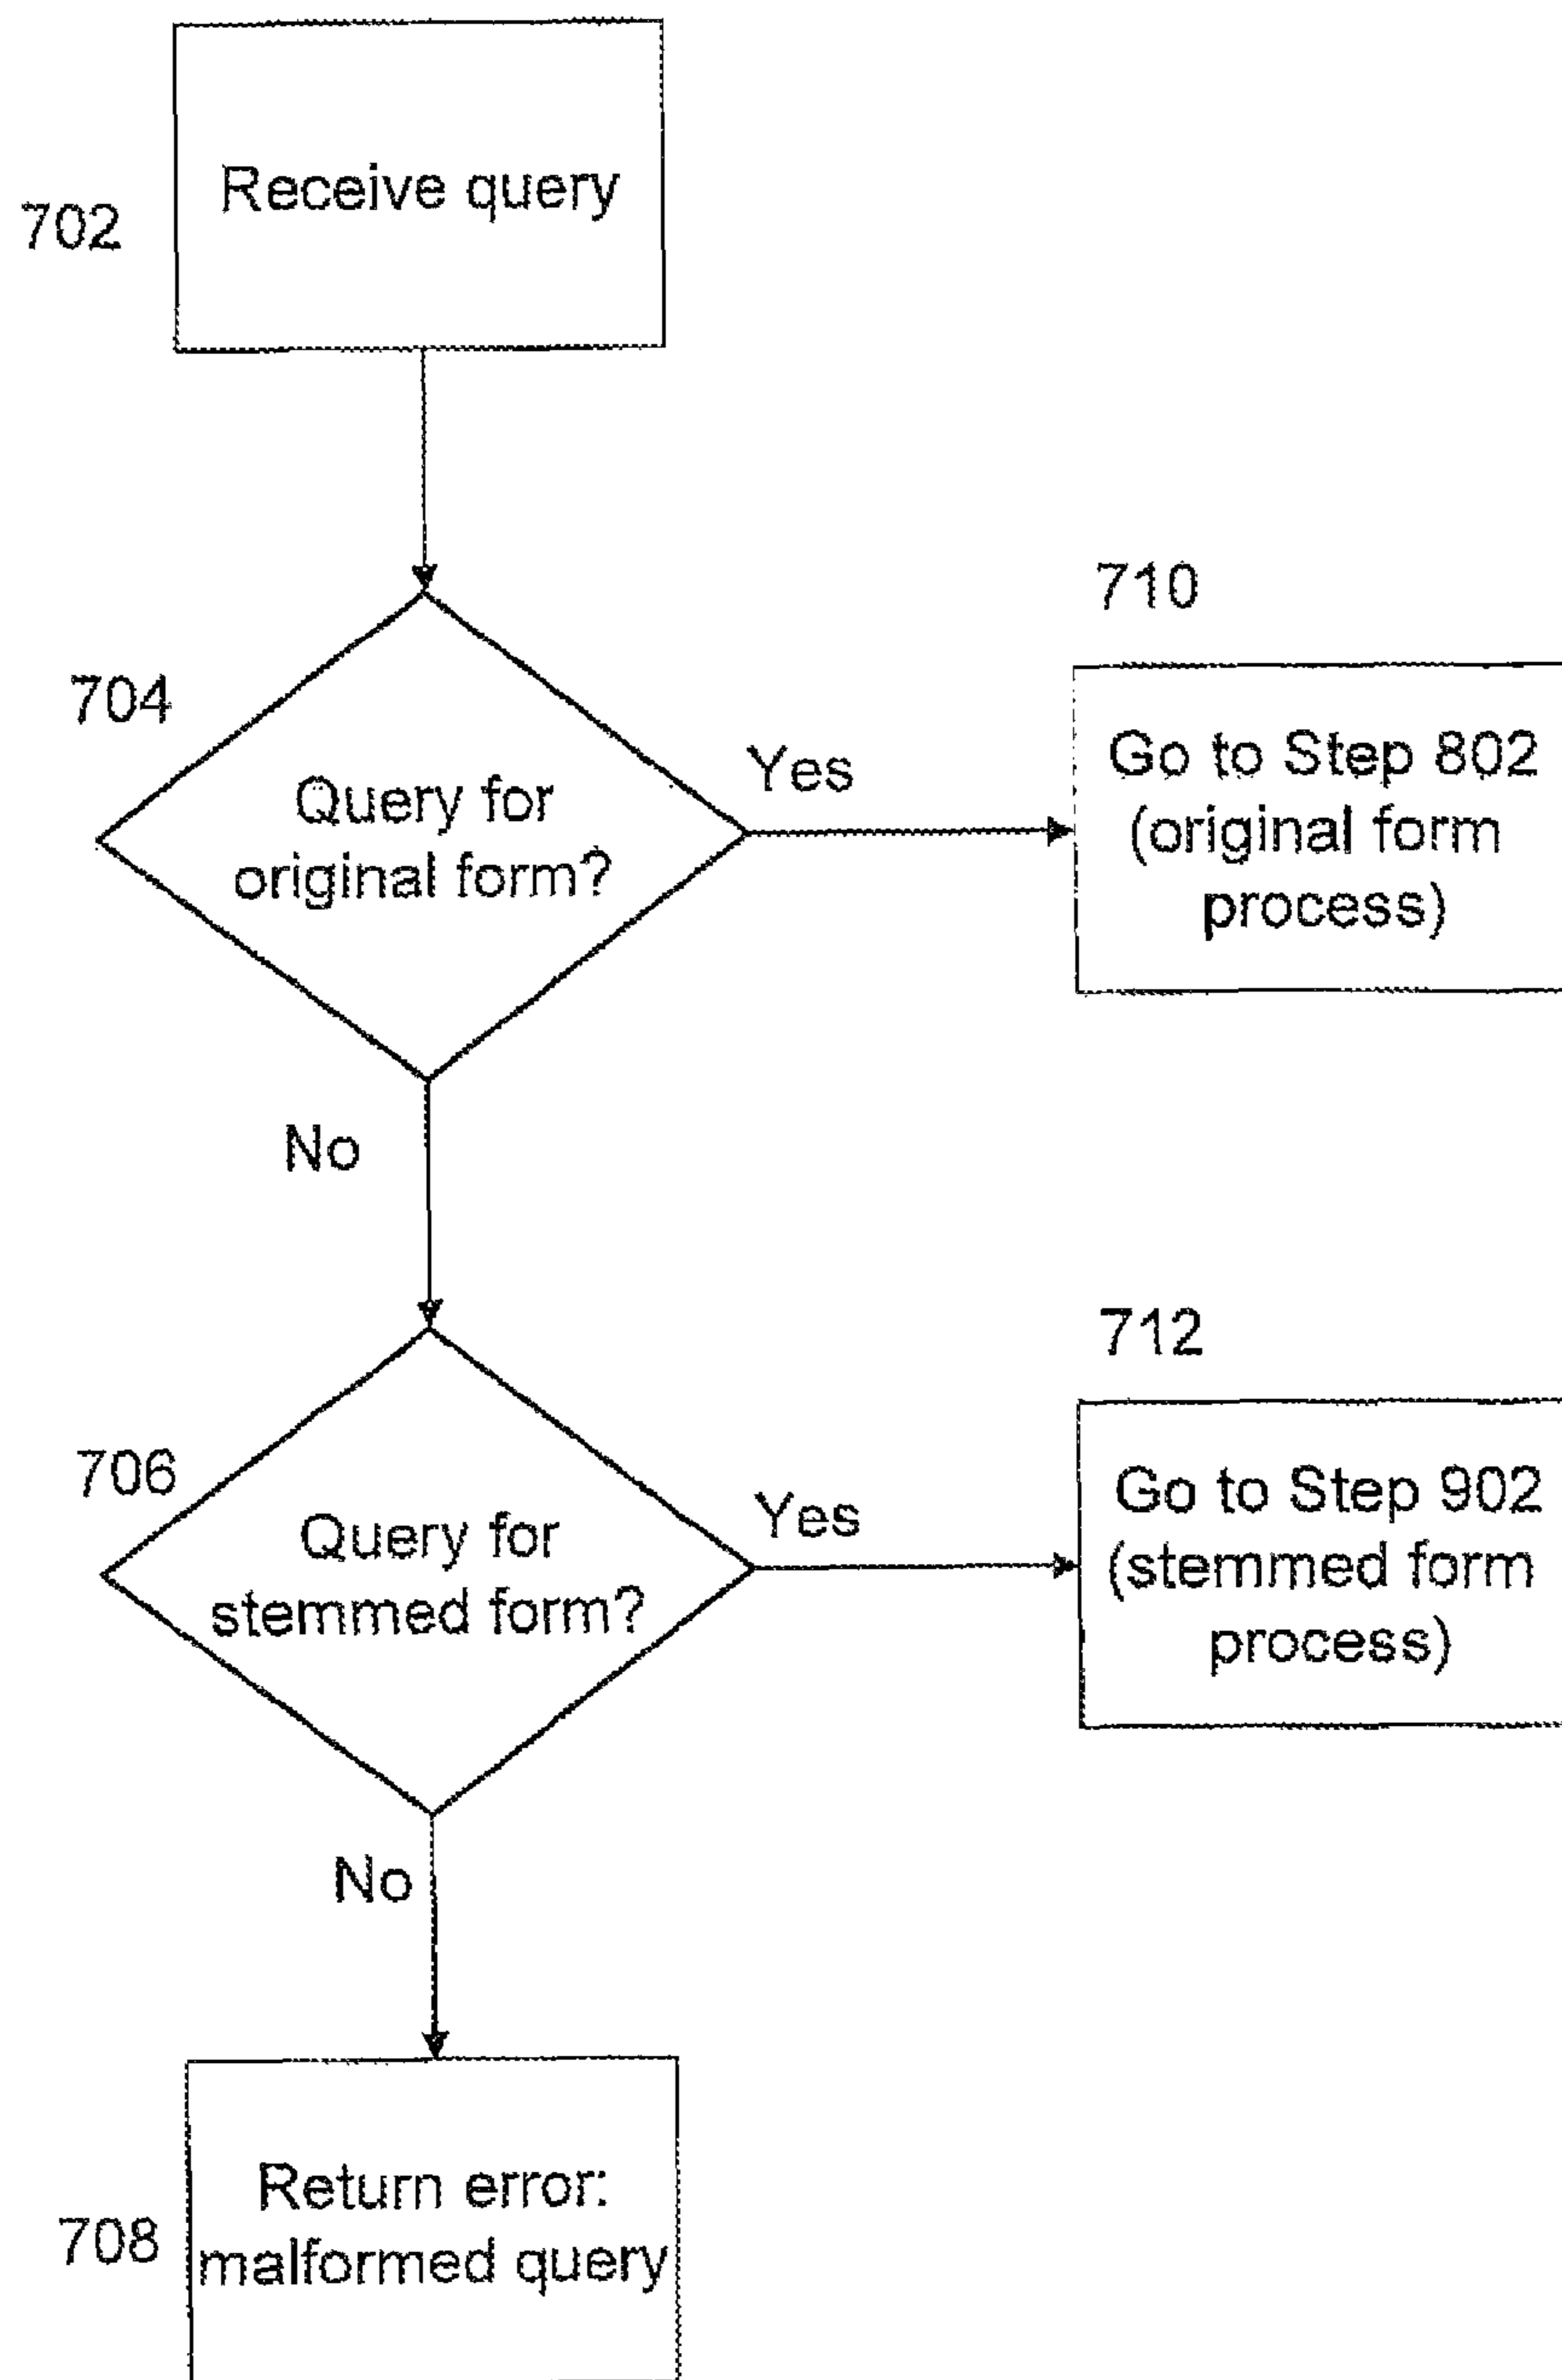 702
Receive query
704
Query for
original form?
Yes
710
Go to Step 802
(original form
process)
No
706
Query for
stemmed form?
Yes
712
Go to Step 902
(stemmed form
process)
No
708
Return error:
malformed query